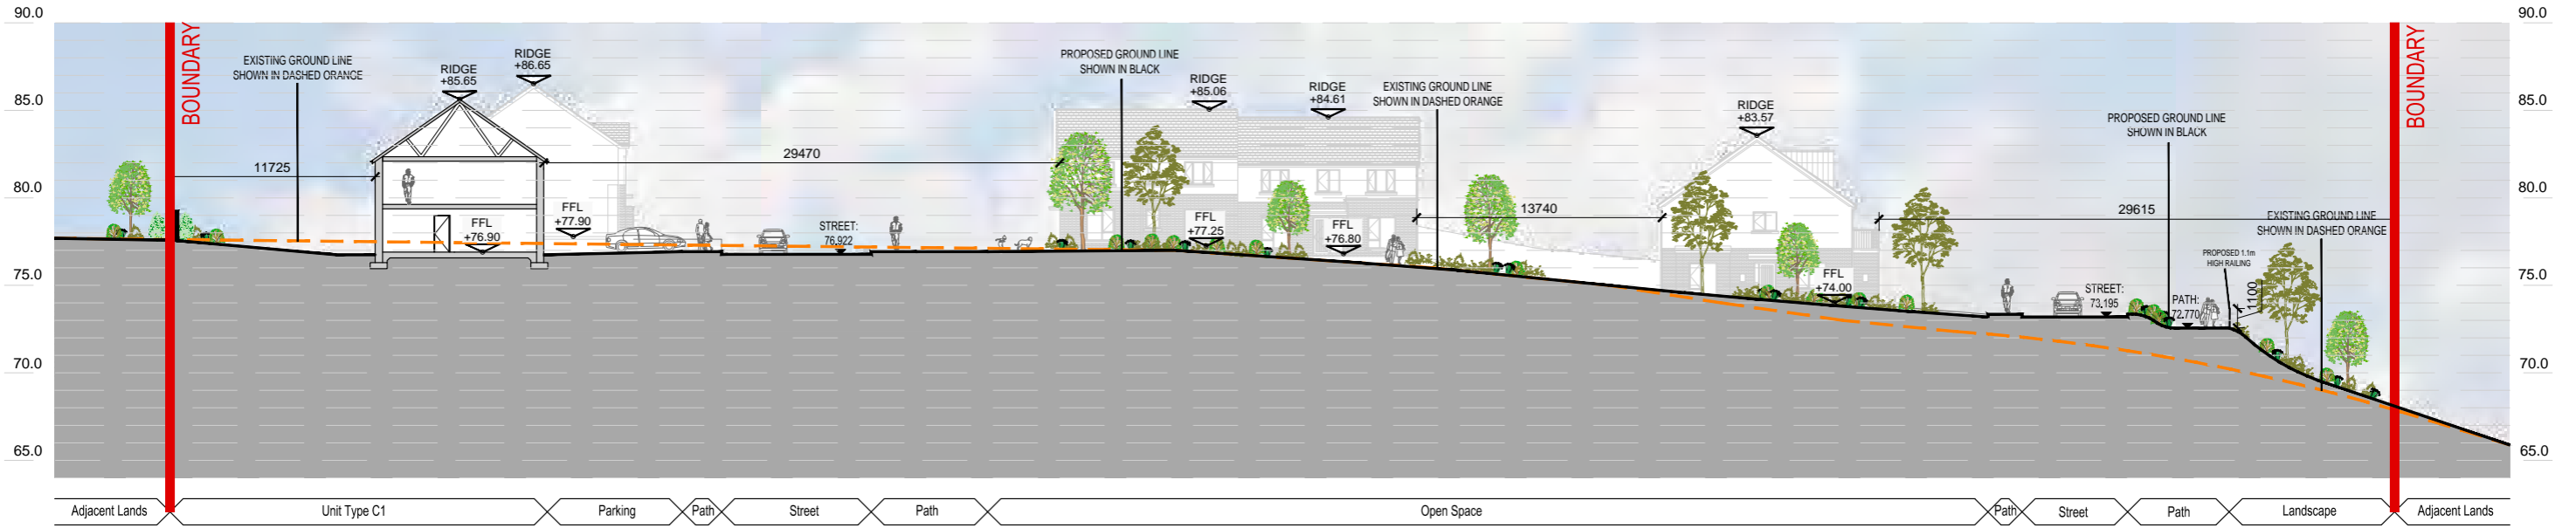 90.0
90.0
BOUNDARY
BOUNDARY
EXISTING GROUND LINE
SHOWN IN DASHED ORANGE
RIDGE
+85.65
RIDGE
+86.65
PROPOSED GROUND LINE
SHOWN IN BLACK
RIDGE
+85.06
RIDGE
+84.61
EXISTING GROUND LINE
SHOWN IN DASHED ORANGE
RIDGE
+83.57
PROPOSED GROUND LINE
SHOWN IN BLACK
85.0
85.0
11725
29470
80.0
80.0
FFL
+76.90
FFL
+77.90
STREET:
76,922
FFL
+77.25
FFL
+76.80
13740
29615
EXISTING GROUND LINE
SHOWN IN DASHED ORANGE
PROPOSED 1.1m
HIGH RAILING
75.0
75.0
FFL
+74.00
STREET:
73,195
PATH:
72.770
1100
70.0
70.0
65.0
65.0
Adjacent Lands
Unit Type C1
Parking
Path
Street
Path
Open Space
Path
Street
Path
Landscape
Adjacent Lands